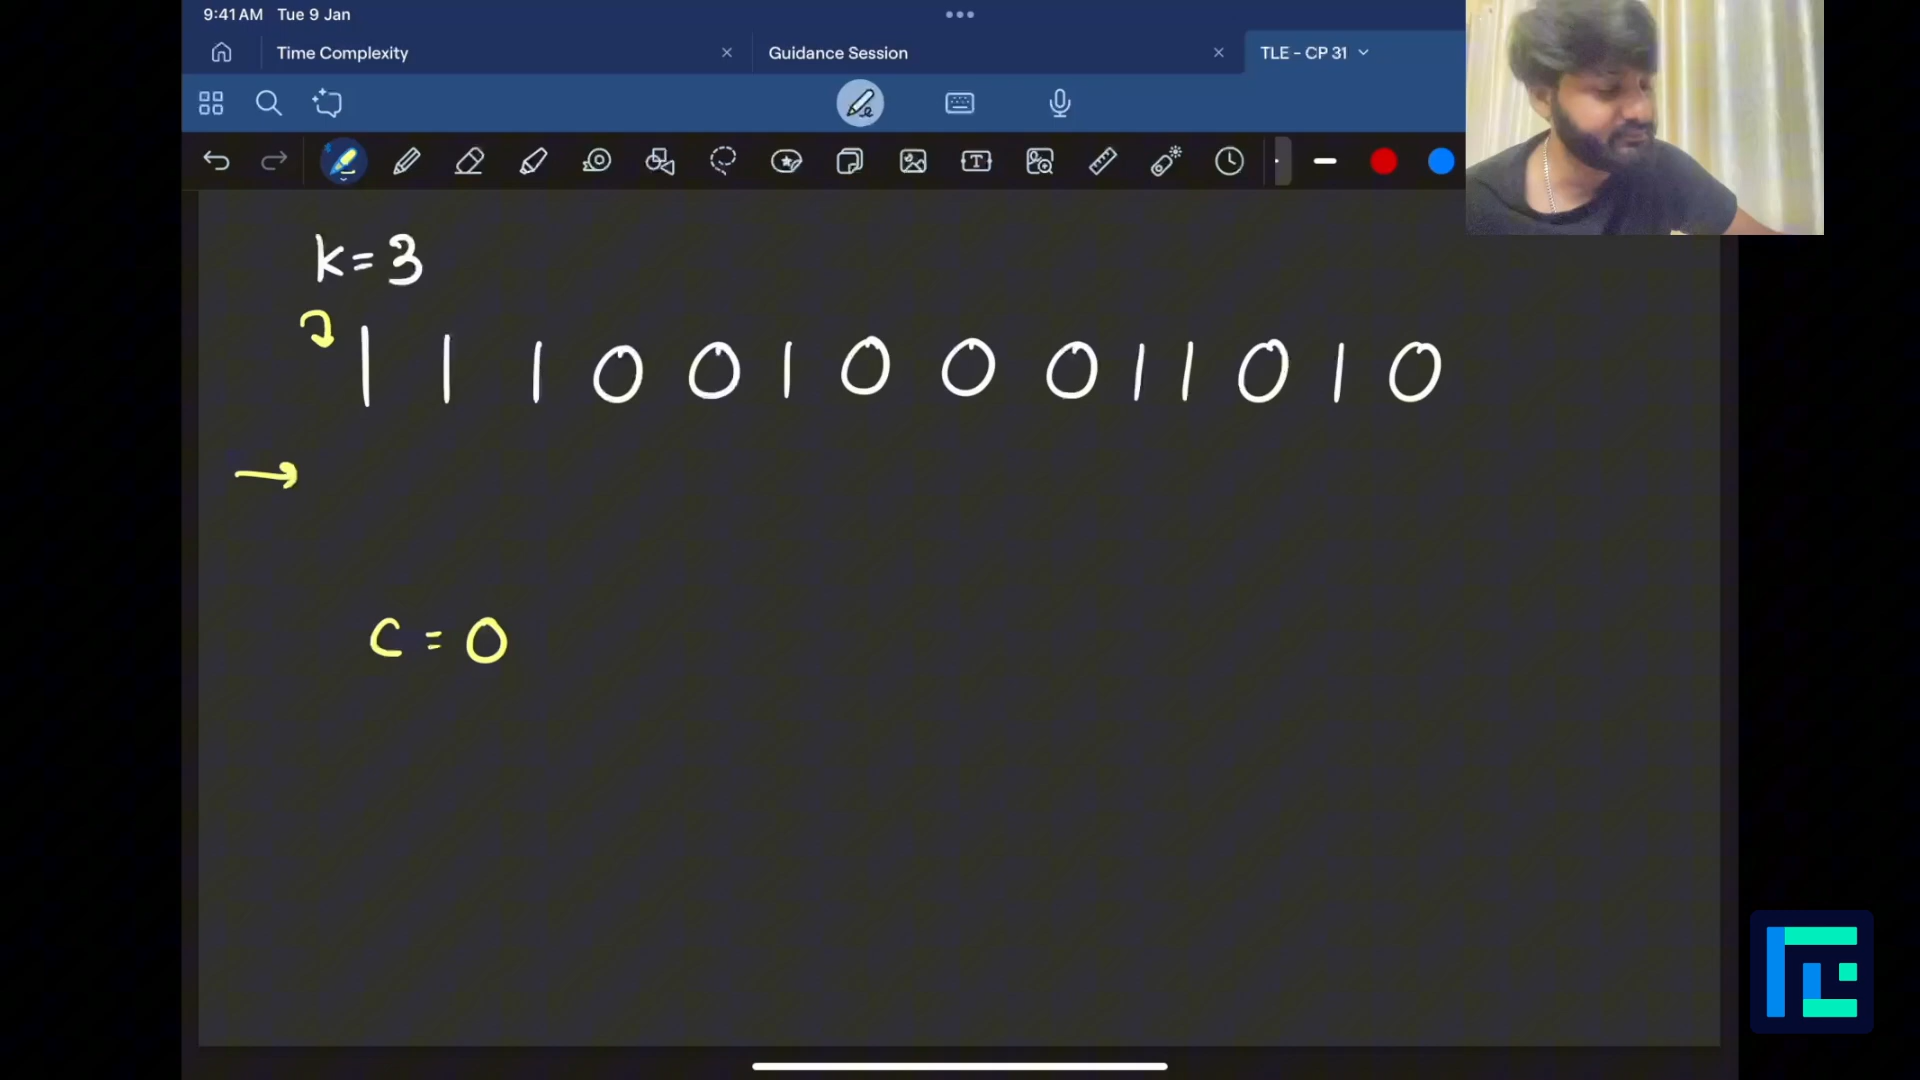 9:41 AM Tue 9 Jan
Time Complexity
Guidance Session
TLE - CP 31
k=3
1 1 1 0 0 1 0 0 0 1 1 0 1 0
c = 0